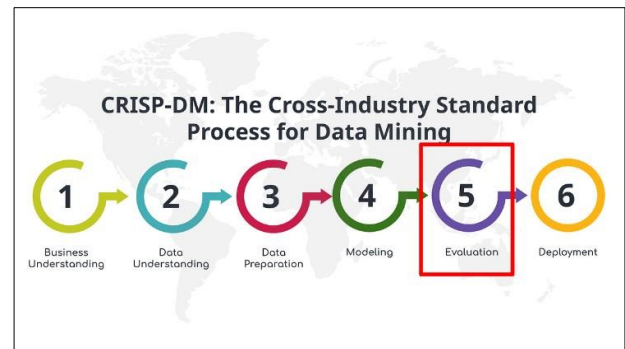 CRISP-DM: The Cross-Industry Standard
Process for Data Mining
1
2
3
4
5
6
Business
Understanding
Data
Understanding
Data
Preparation
Modeling
Evaluation
Deployment